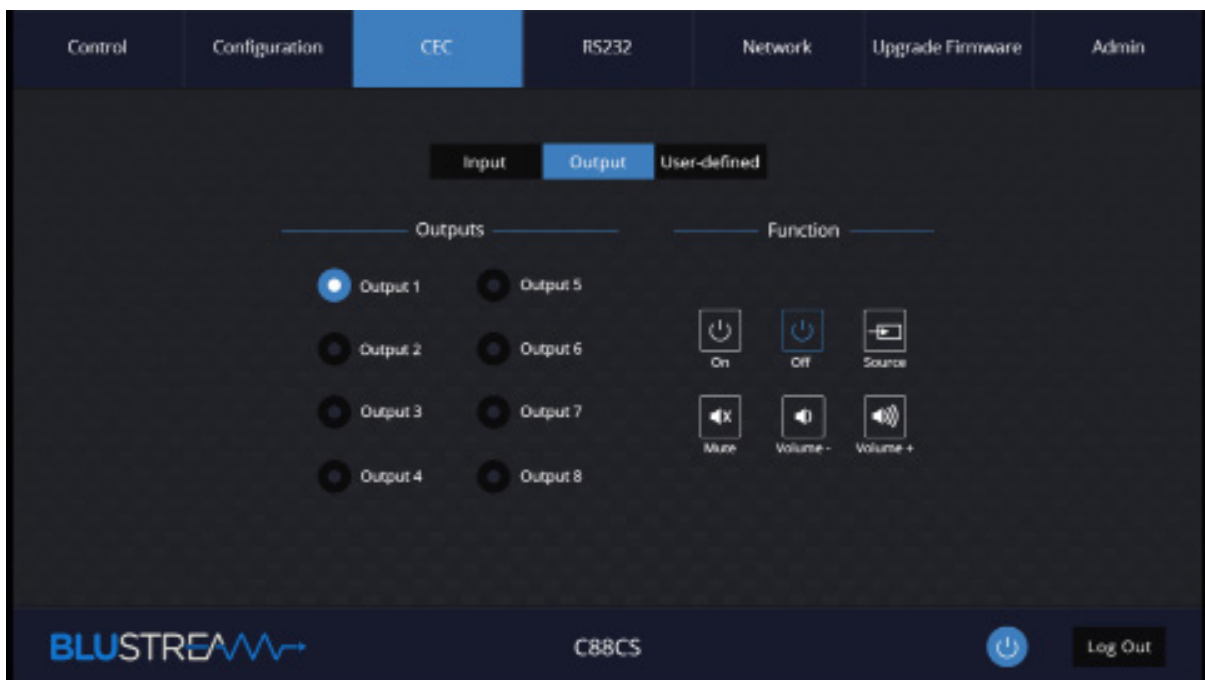 Control Configuration CEC RS232 Network Upgrade Firmware Admin
Input Output User-defined
Outputs
Output 1 Output 5
Output 2 Output 6
Output 3 Output 7
Output 4 Output 8
Function
On Off Source
Mute Volume - Volume +
BLUSTREAM C88CS Log Out